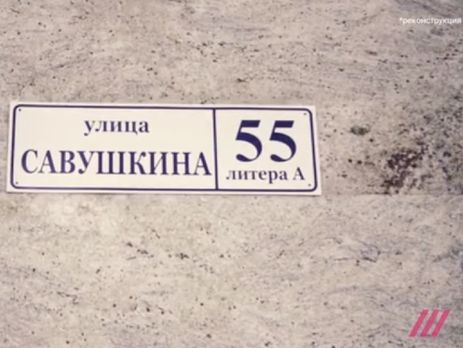 *реконструкция
улица
САВУШКИНА
55
литера А